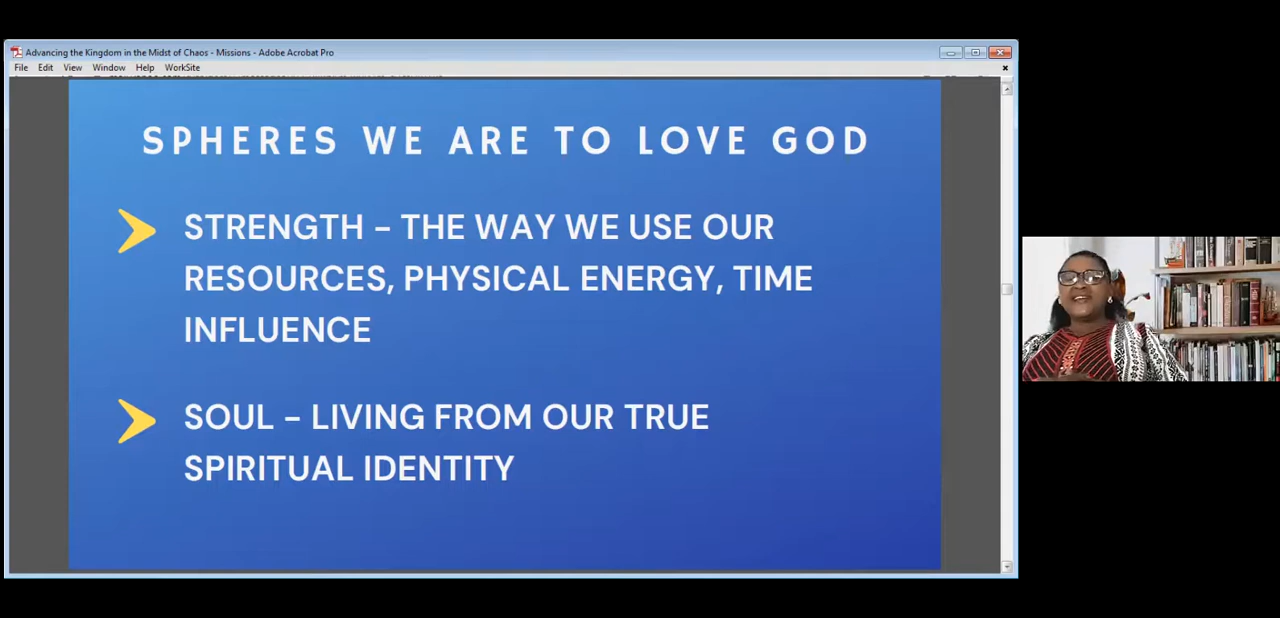 Advancing the Kingdom in the Midst of Chaos - Missions - Adobe Acrobat Pro
File Edit View Window Help WorkSite
SPHERES WE ARE TO LOVE GOD
STRENGTH – THE WAY WE USE OUR
RESOURCES, PHYSICAL ENERGY, TIME
INFLUENCE
SOUL – LIVING FROM OUR TRUE
SPIRITUAL IDENTITY